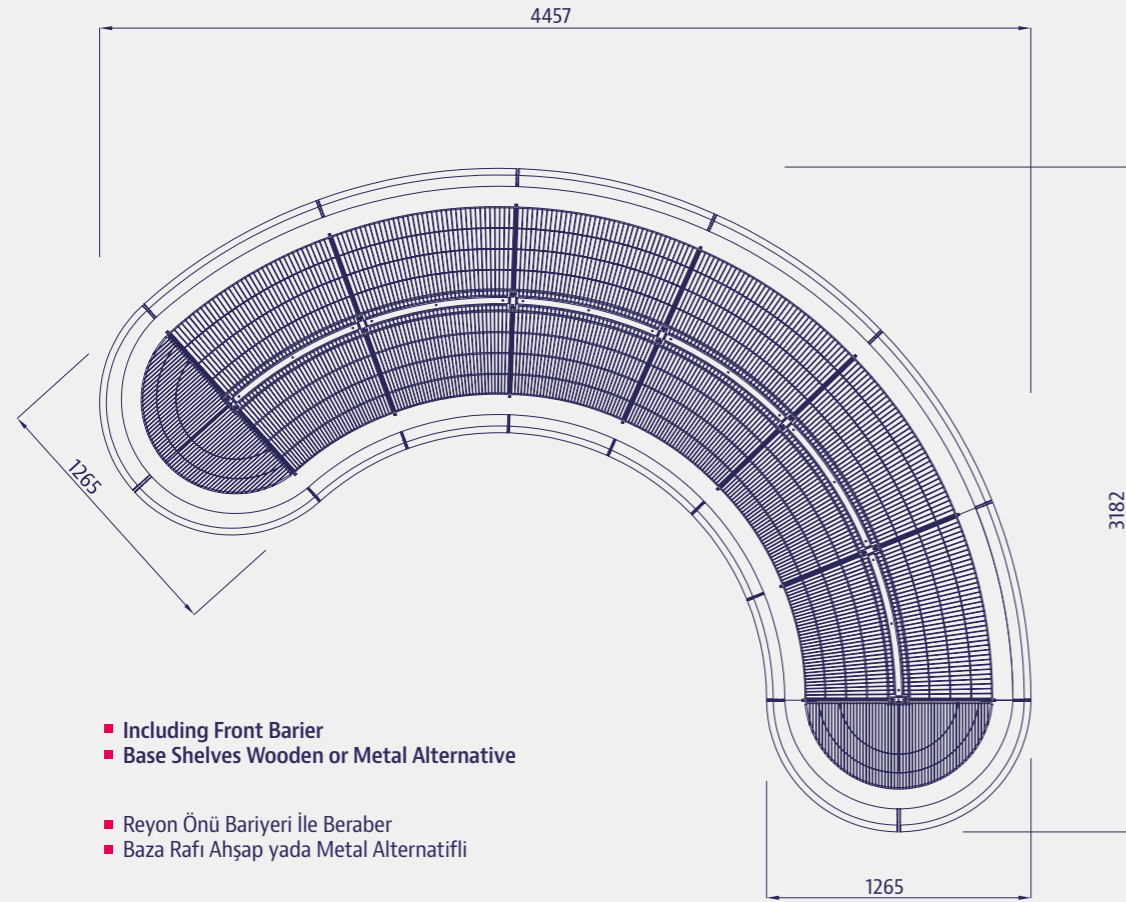 4457
1265
3182
Including Front Barier
Base Shelves Wooden or Metal Alternative
Reyon Önü Bariyeri İle Beraber
Baza Rafı Ahşap yada Metal Alternatifli
1265